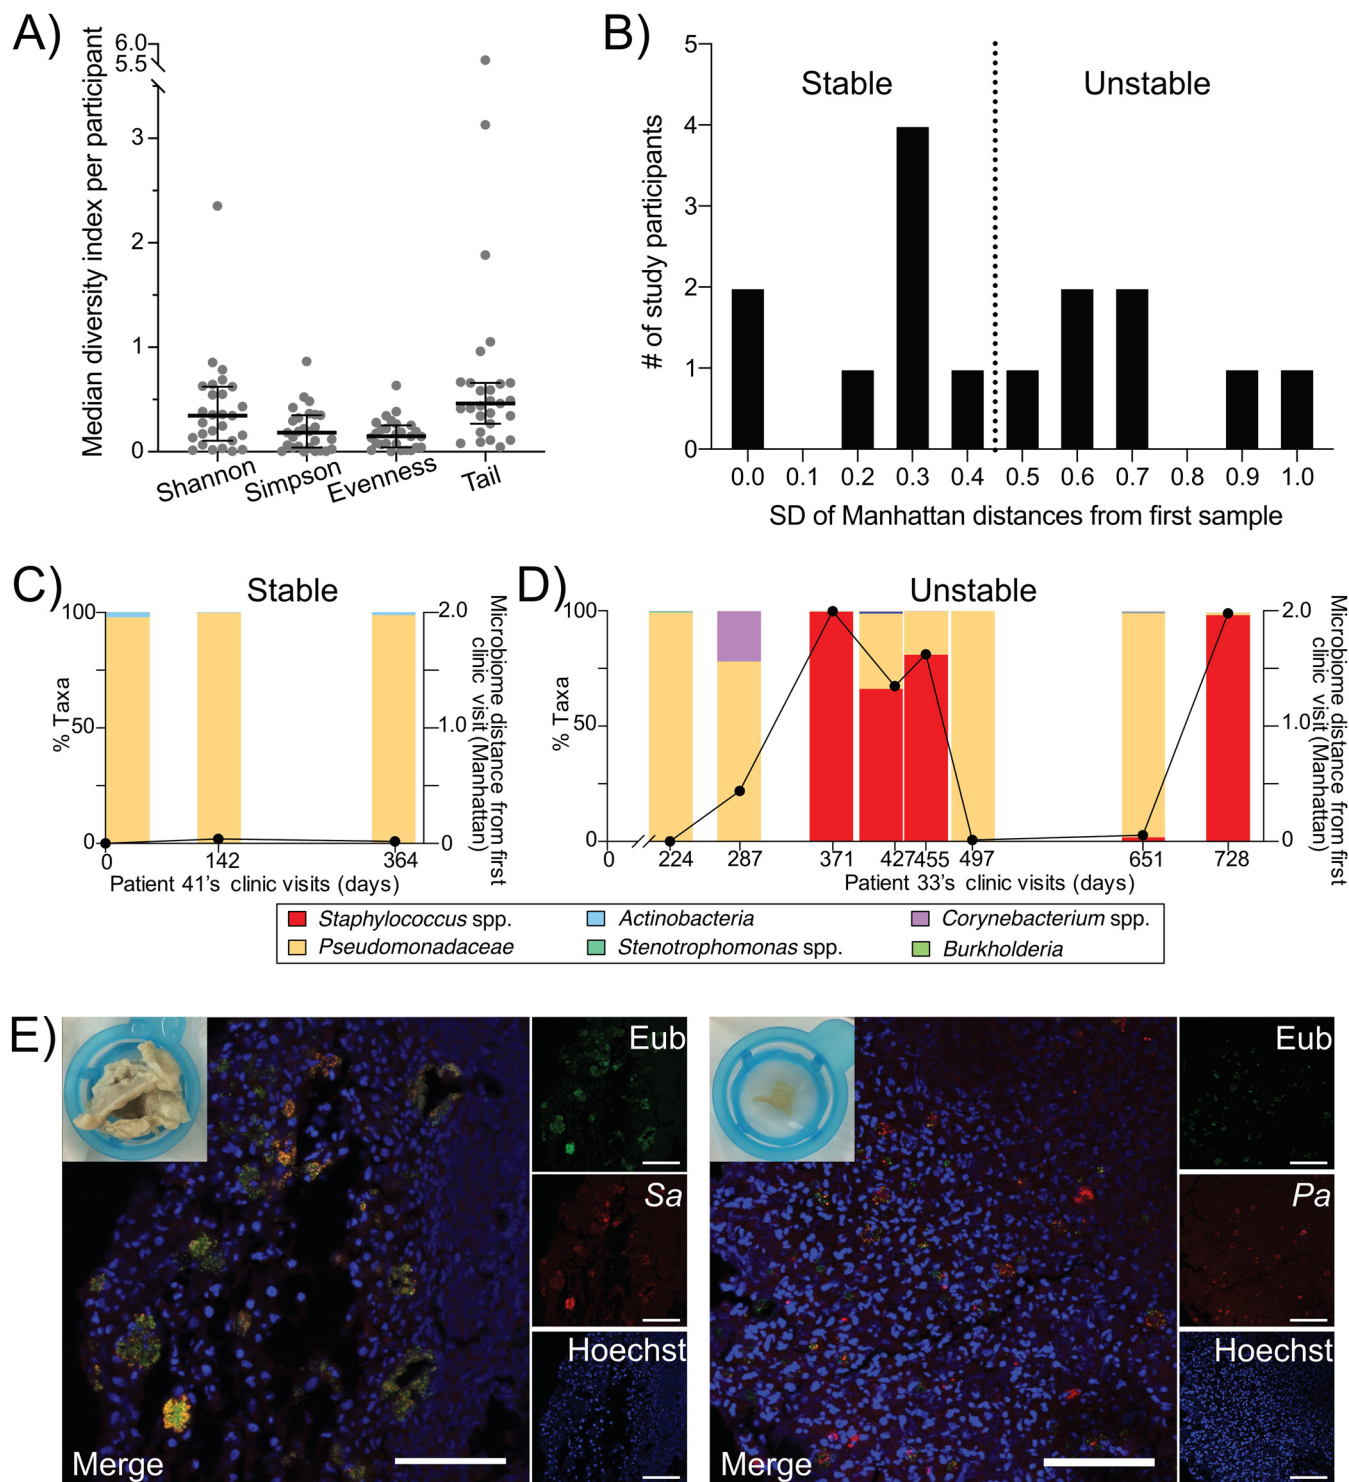 A)
Median diversity index per participant
6.0
5.5
3
2
1
0
Shannon
Simpson
Evenness
Tail
B)
# of study participants
5
4
3
2
1
0
Stable
Unstable
0.0 0.1 0.2 0.3 0.4 0.5 0.6 0.7 0.8 0.9 1.0
SD of Manhattan distances from first sample
C)
Stable
% Taxa
100
50
0
2.0
1.0
0
Microbiome distance from first
clinic visit (Manhattan)
0 142 364
Patient 41's clinic visits (days)
D)
Unstable
% Taxa
100
50
0
2.0
1.0
0
Microbiome distance from first
clinic visit (Manhattan)
0 224 287 371 427 455 497 651 728
Patient 33's clinic visits (days)
Staphylococcus spp.
Actinobacteria
Corynebacterium spp.
Pseudomonadaceae
Stenotrophomonas spp.
Burkholderia
E)
Eub
Sa
Hoechst
Merge
Eub
Pa
Hoechst
Merge